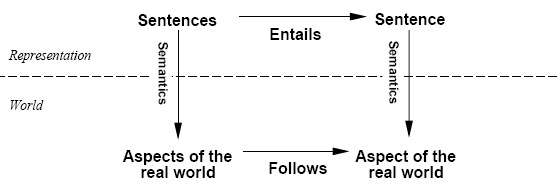 Sentences
Entails
Sentence
Representation
Semantics
Semantics
World
Aspects of the
real world
Follows
Aspect of the
real world